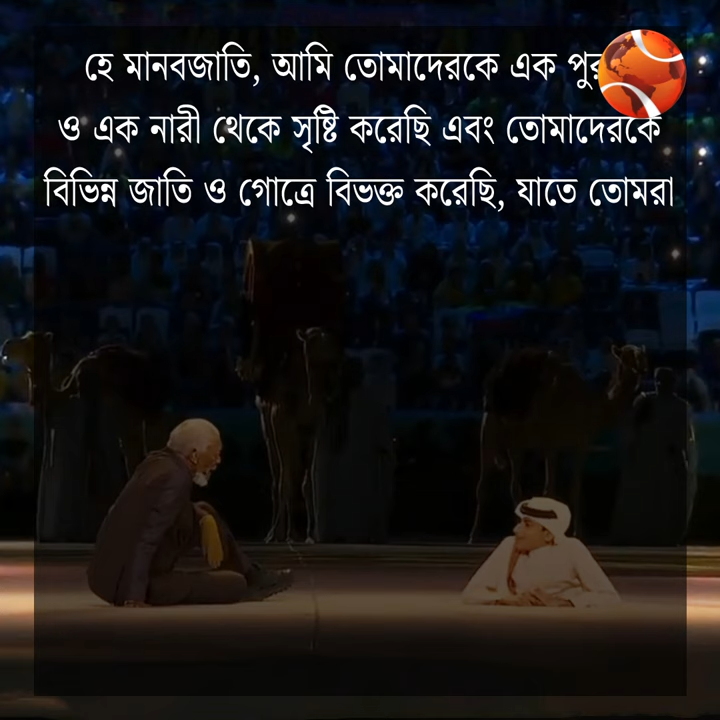 হে মানবজাতি, আমি তোমাদেরকে এক
ও এক নারী থেকে সৃষ্টি করেছি এবং তোমাদেরকে
বিভিন্ন জাতি ও গোত্রে বিভক্ত করেছি, যাতে তোমরা